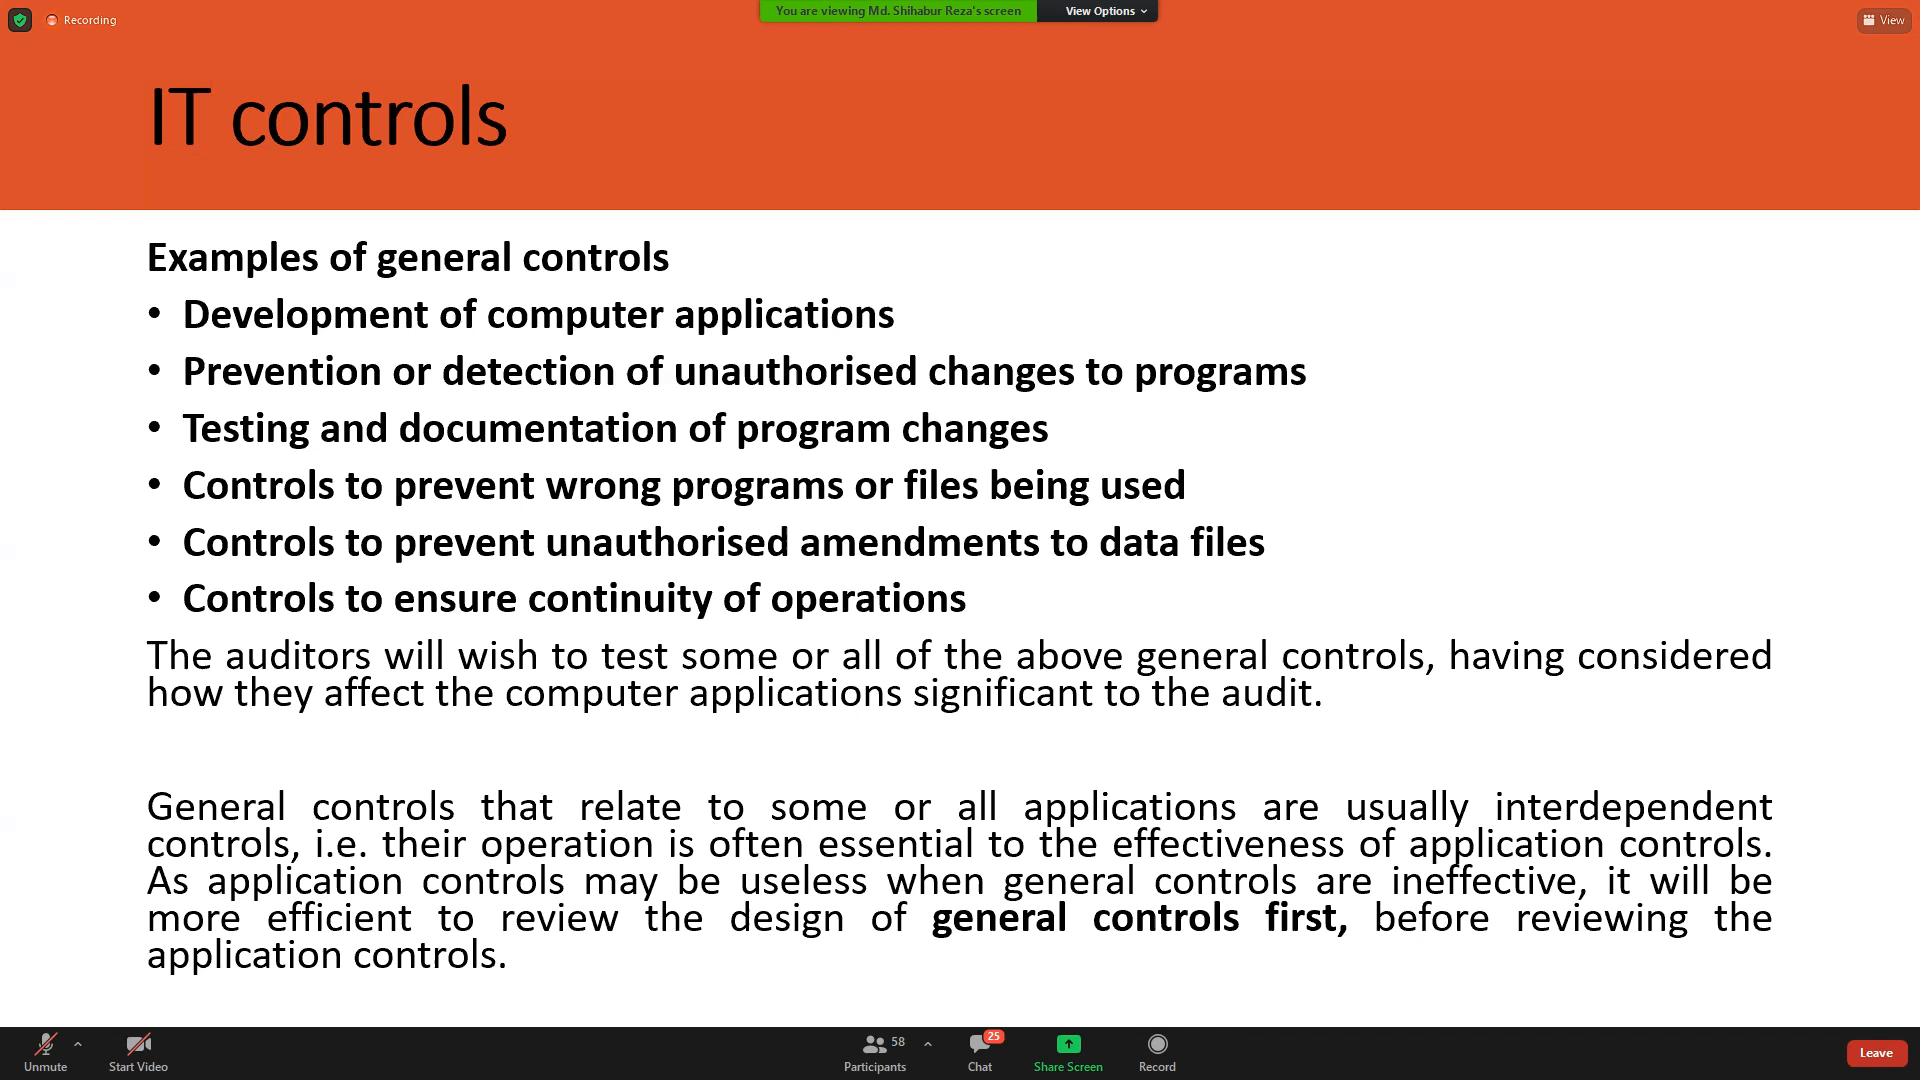 Recording
You are viewing Md. Shihabur Reza's screen
View Options
View
IT controls
Examples of general controls
• Development of computer applications
• Prevention or detection of unauthorised changes to programs
• Testing and documentation of program changes
• Controls to prevent wrong programs or files being used
• Controls to prevent unauthorised amendments to data files
• Controls to ensure continuity of operations
The auditors will wish to test some or all of the above general controls, having considered
how they affect the computer applications significant to the audit.
General controls that relate to some or all applications are usually interdependent
controls, i.e. their operation is often essential to the effectiveness of application controls.
As application controls may be useless when general controls are ineffective, it will be
more efficient to review the design of general controls first, before reviewing the
application controls.
Unmute
Start Video
58
Participants
25
Chat
Share Screen
Record
Leave